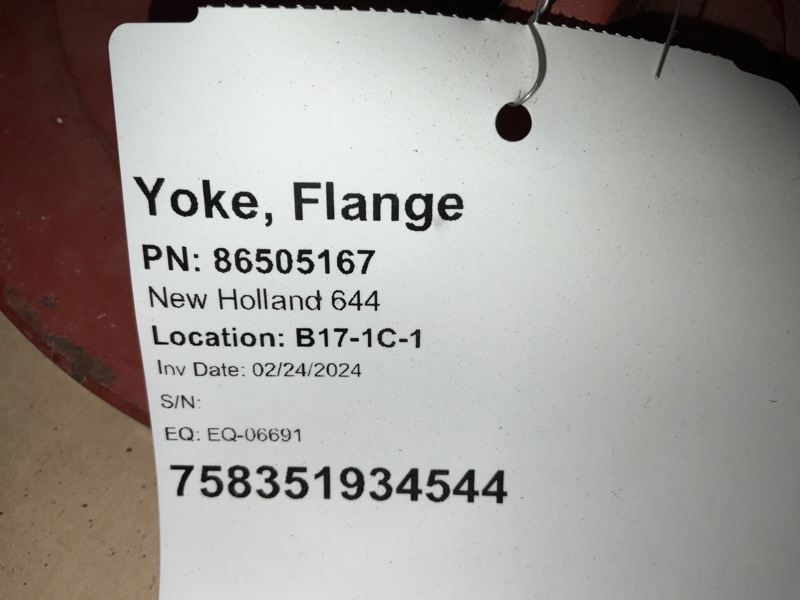 Yoke, Flange
PN: 86505167
New Holland 644
Location: B17-1C-1
Inv Date: 02/24/2024
S/N:
EQ: EQ-06691
758351934544